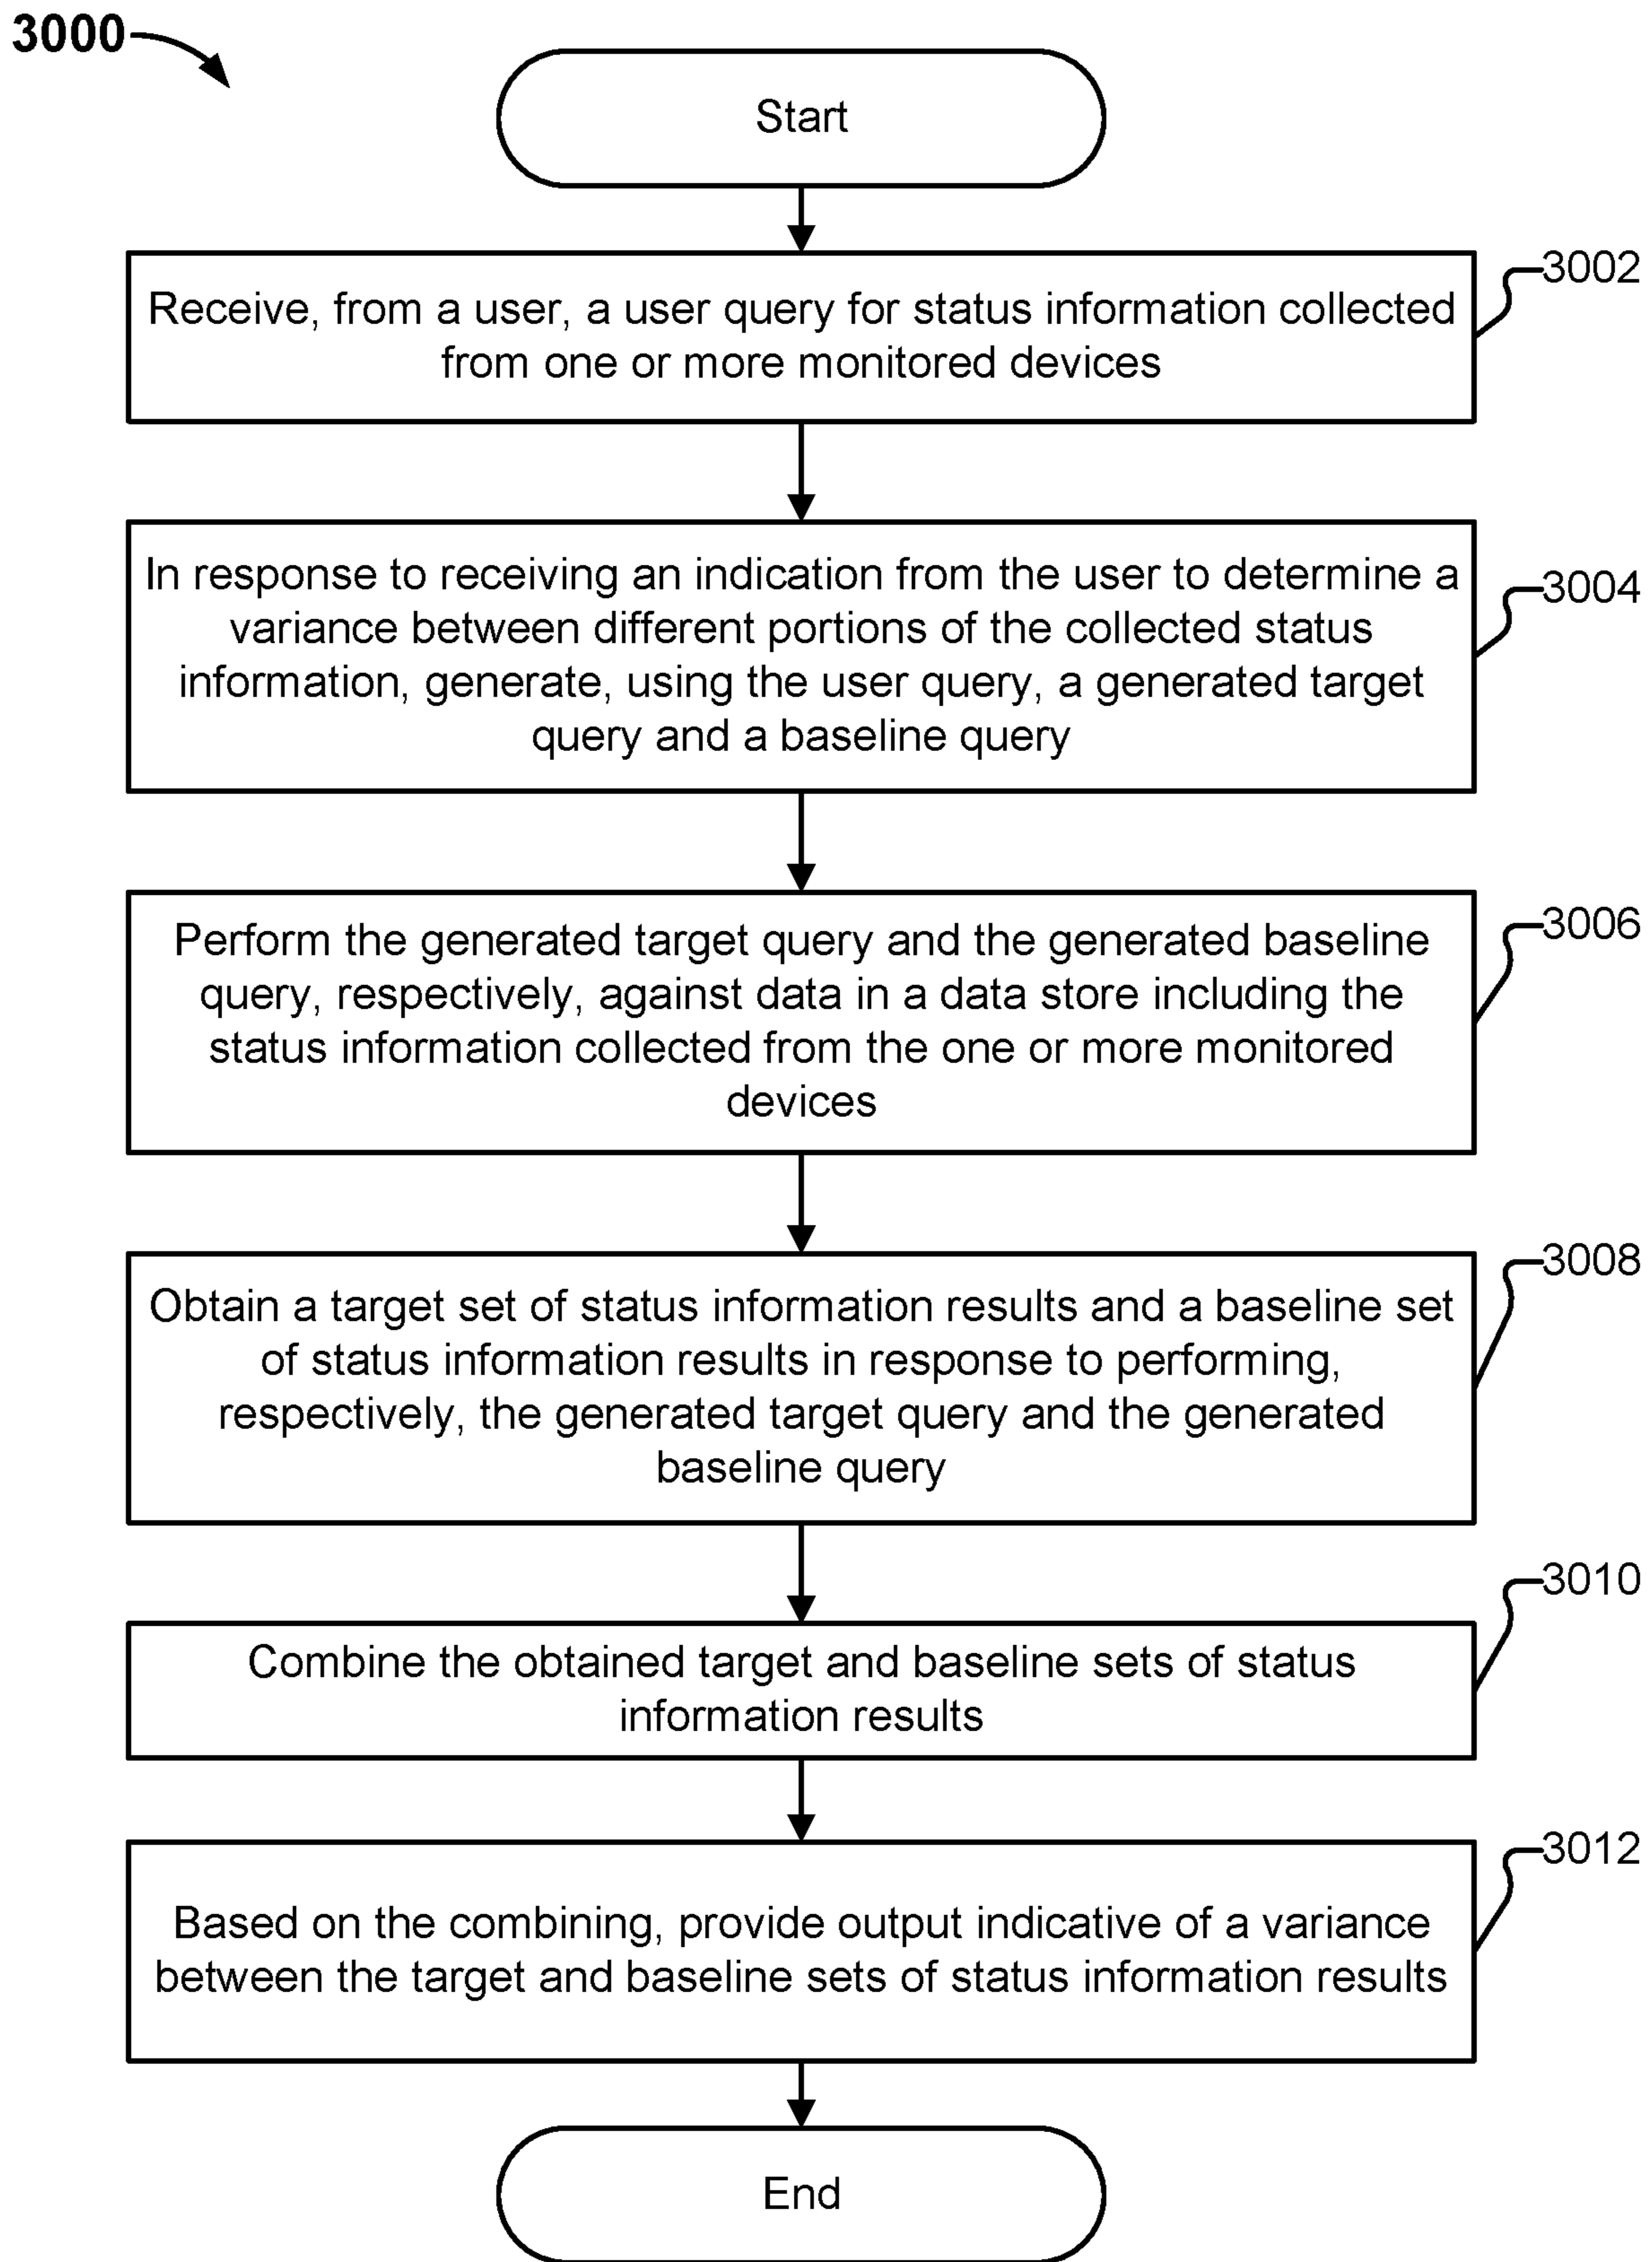 3000
Start
3002
Receive, from a user, a user query for status information collected
from one or more monitored devices
3004
In response to receiving an indication from the user to determine a
variance between different portions of the collected status
information, generate, using the user query, a generated target
query and a baseline query
3006
Perform the generated target query and the generated baseline
query, respectively, against data in a data store including the
status information collected from the one or more monitored
devices
3008
Obtain a target set of status information results and a baseline set
of status information results in response to performing,
respectively, the generated target query and the generated
baseline query
3010
Combine the obtained target and baseline sets of status
information results
3012
Based on the combining, provide output indicative of a variance
between the target and baseline sets of status information results
End